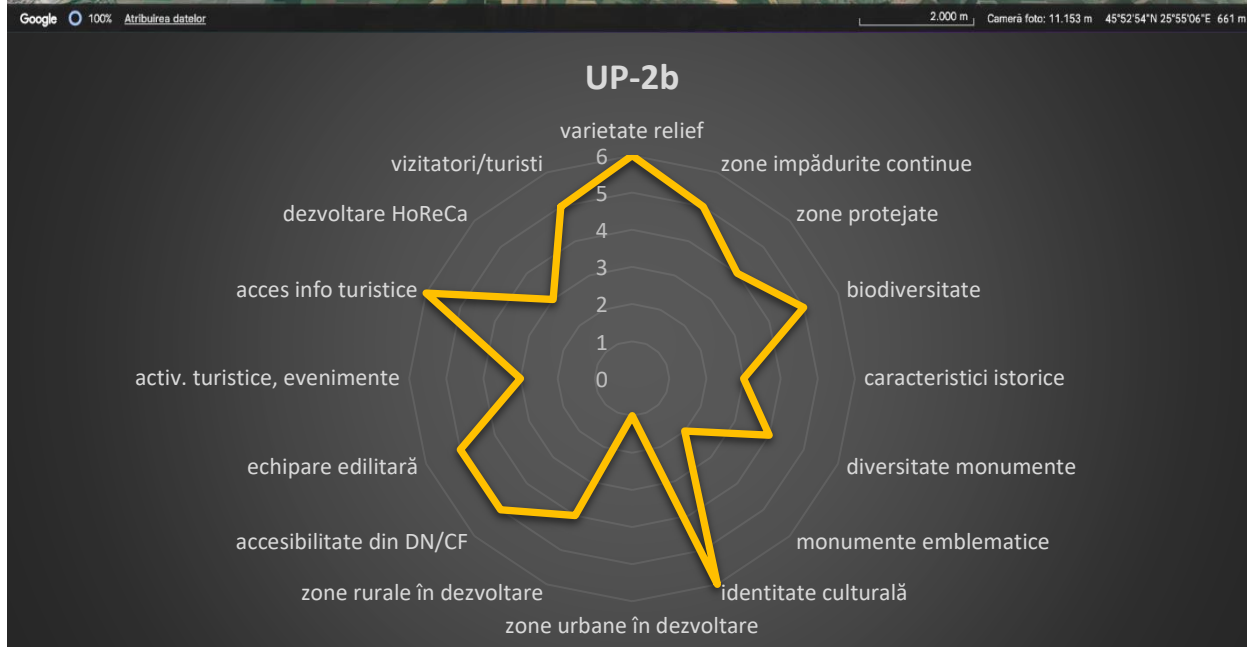 Google 100% Atribuirea datelor 2.000 m Cameră foto: 11.153 m 45°52'54"N 25°55'06"E 661 m
UP-2b
varietate relief
vizitatori/turisti 6 zone impădurite continue
5
dezvoltare HoReCa zone protejate
4
3
acces info turistice biodiversitate
2
1
activ. turistice, evenimente 0 caracteristici istorice
echipare edilitară diversitate monumente
accesibilitate din DN/CF monumente emblematice
zone rurale în dezvoltare identitate culturală
zone urbane în dezvoltare